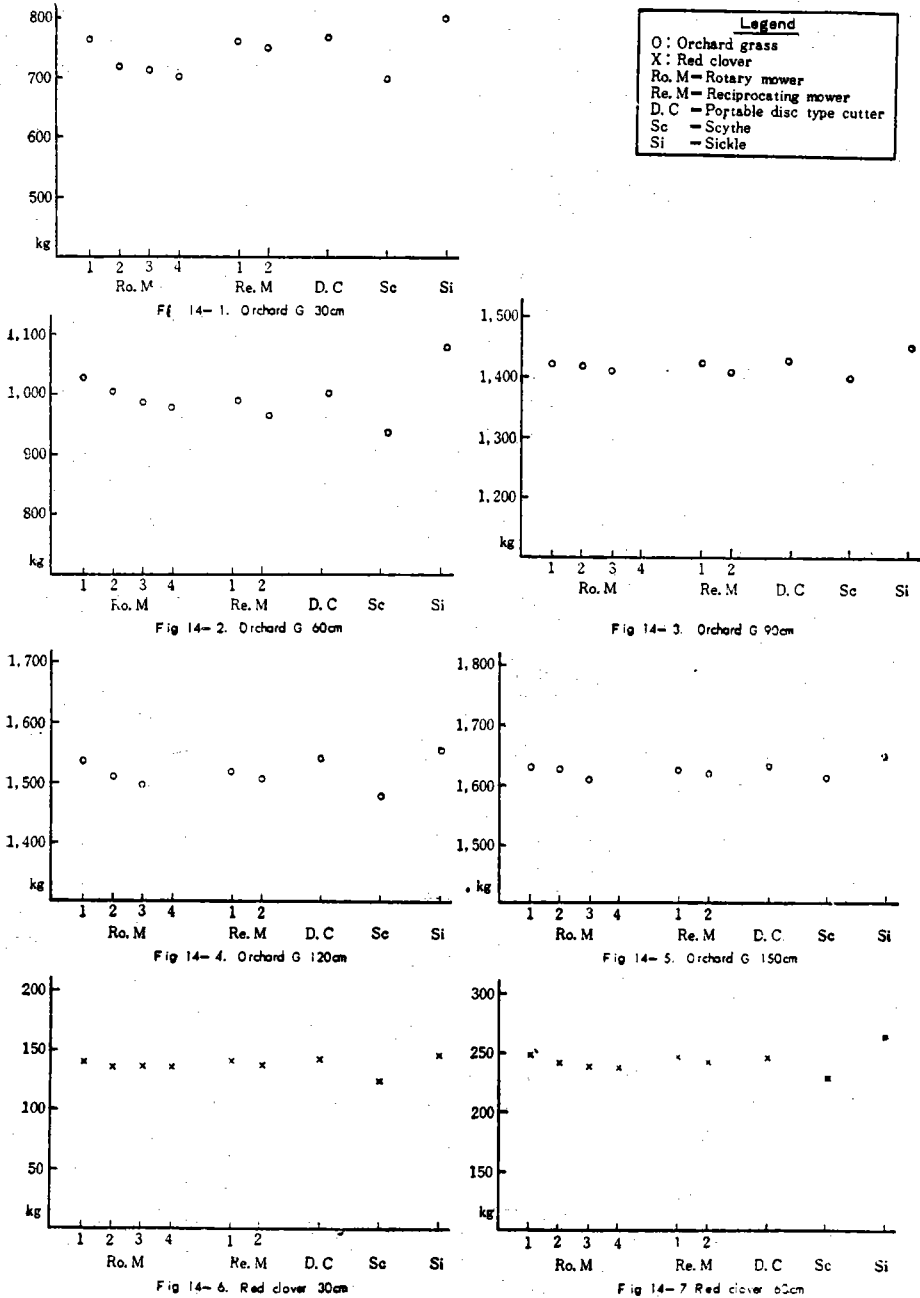 800
700
600
500
kg
1 2 3 4 1 2
Ro. M Re. M D. C Sc Si
14-1. Orchard G 30cm
Legend
O : Orchard grass
X : Red clover
Ro. M - Rotary mower
Re. M - Reciprocating mower
D. C - Portable disc type cutter
Sc - Scythe
Si - Sickle
1,100
1,000
900
800
kg
1 2 3 4 1 2
Ro. M Re. M D. C Sc Si
Fig 14-2. Orchard G 60cm
1,500
1,400
1,300
1,200
kg
1 2 3 4 1 2
Ro. M Re. M D. C Sc Si
Fig 14-3. Orchard G 90cm
1,700
1,600
1,500
1,400
kg
1 2 3 4 1 2
Ro. M Re. M D. C Sc Si
Fig 14-4. Orchard G 120cm
1,800
1,700
1,600
1,500
kg
1 2 3 4 1 2
Ro. M Re. M D. C. Sc Si
Fig 14-5. Orchard G 150cm
200
150
100
50
kg
1 2 3 4 1 2
Ro. M Re. M D. C Sc Si
Fig 14-6. Red clover 30cm
300
250
200
150
kg
1 2 3 4 1 2
Ro. M Re. M D. C Sc Si
Fig 14-7 Red clover 60cm